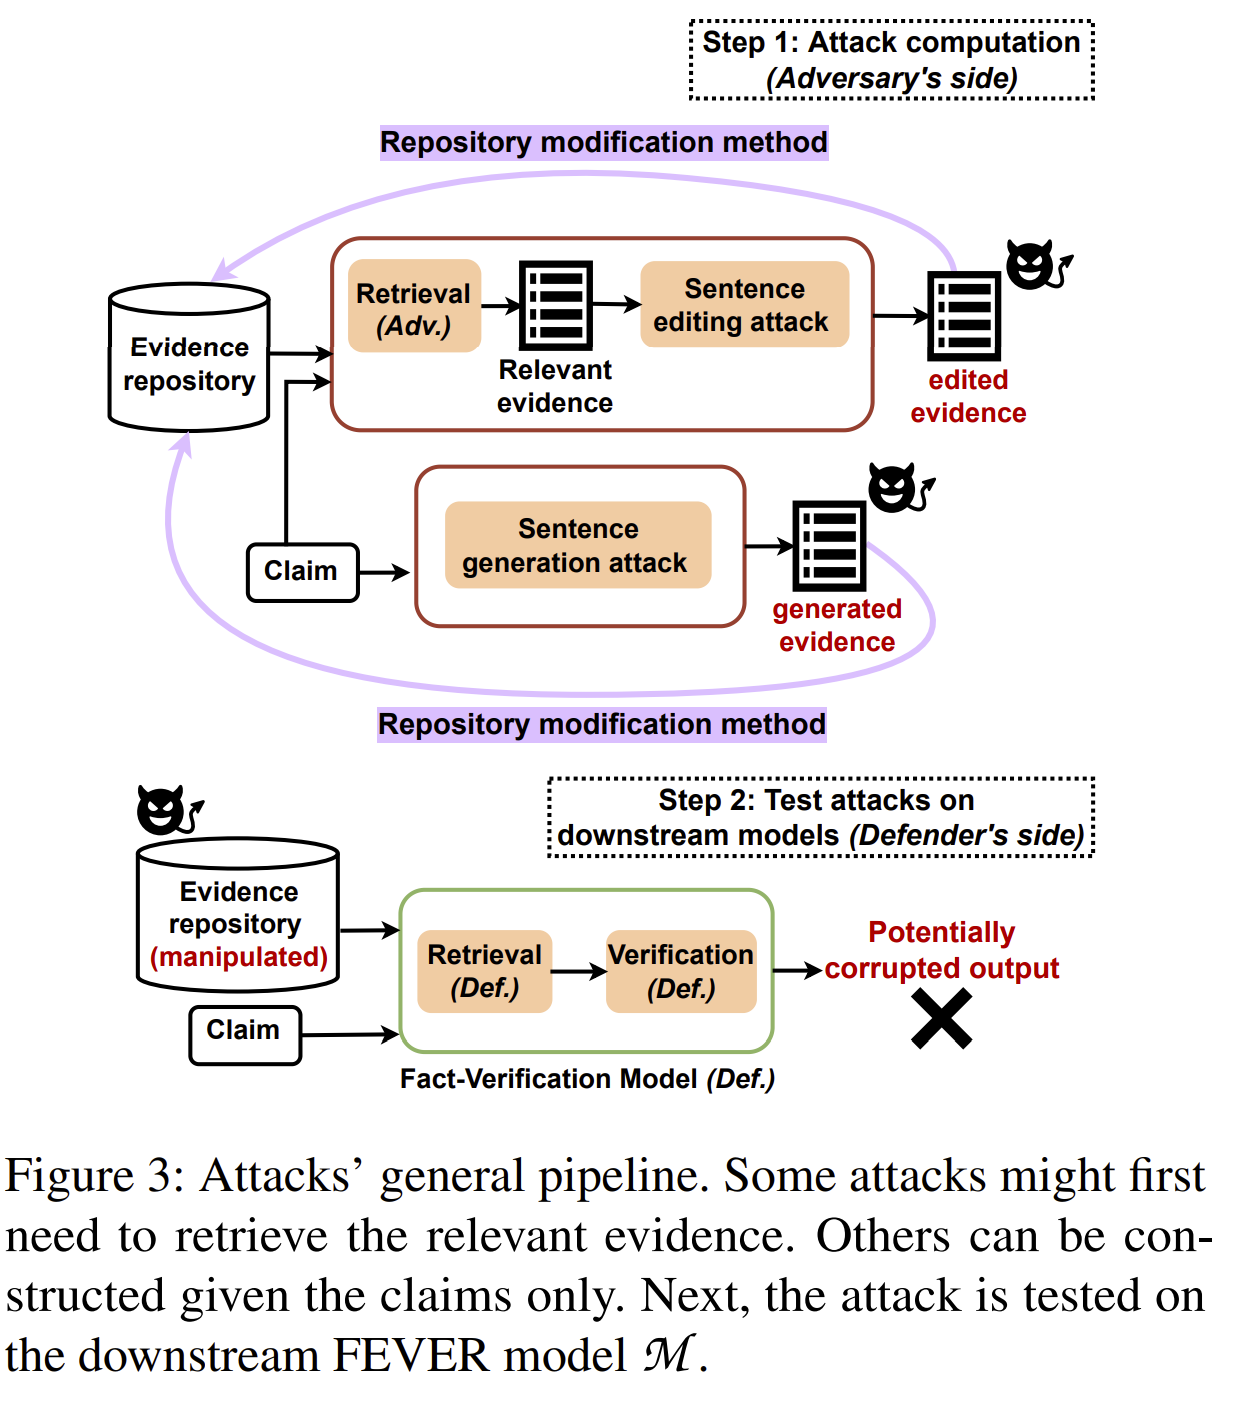 Step 1: Attack computation
(Adversary's side)
Repository modification method
Retrieval
(Adv.)
Sentence
editing attack
Evidence
repository
Relevant
evidence
edited
evidence
Sentence
generation attack
Claim
generated
evidence
Repository modification method
Step 2: Test attacks on
downstream models (Defender's side)
Evidence
repository
(manipulated)
Retrieval
(Def.)
Verification
(Def.)
Potentially
corrupted output
Claim
Fact-Verification Model (Def.)
Figure 3: Attacks’ general pipeline. Some attacks might first
need to retrieve the relevant evidence. Others can be con-
structed given the claims only. Next, the attack is tested on
the downstream FEVER model ℳ.